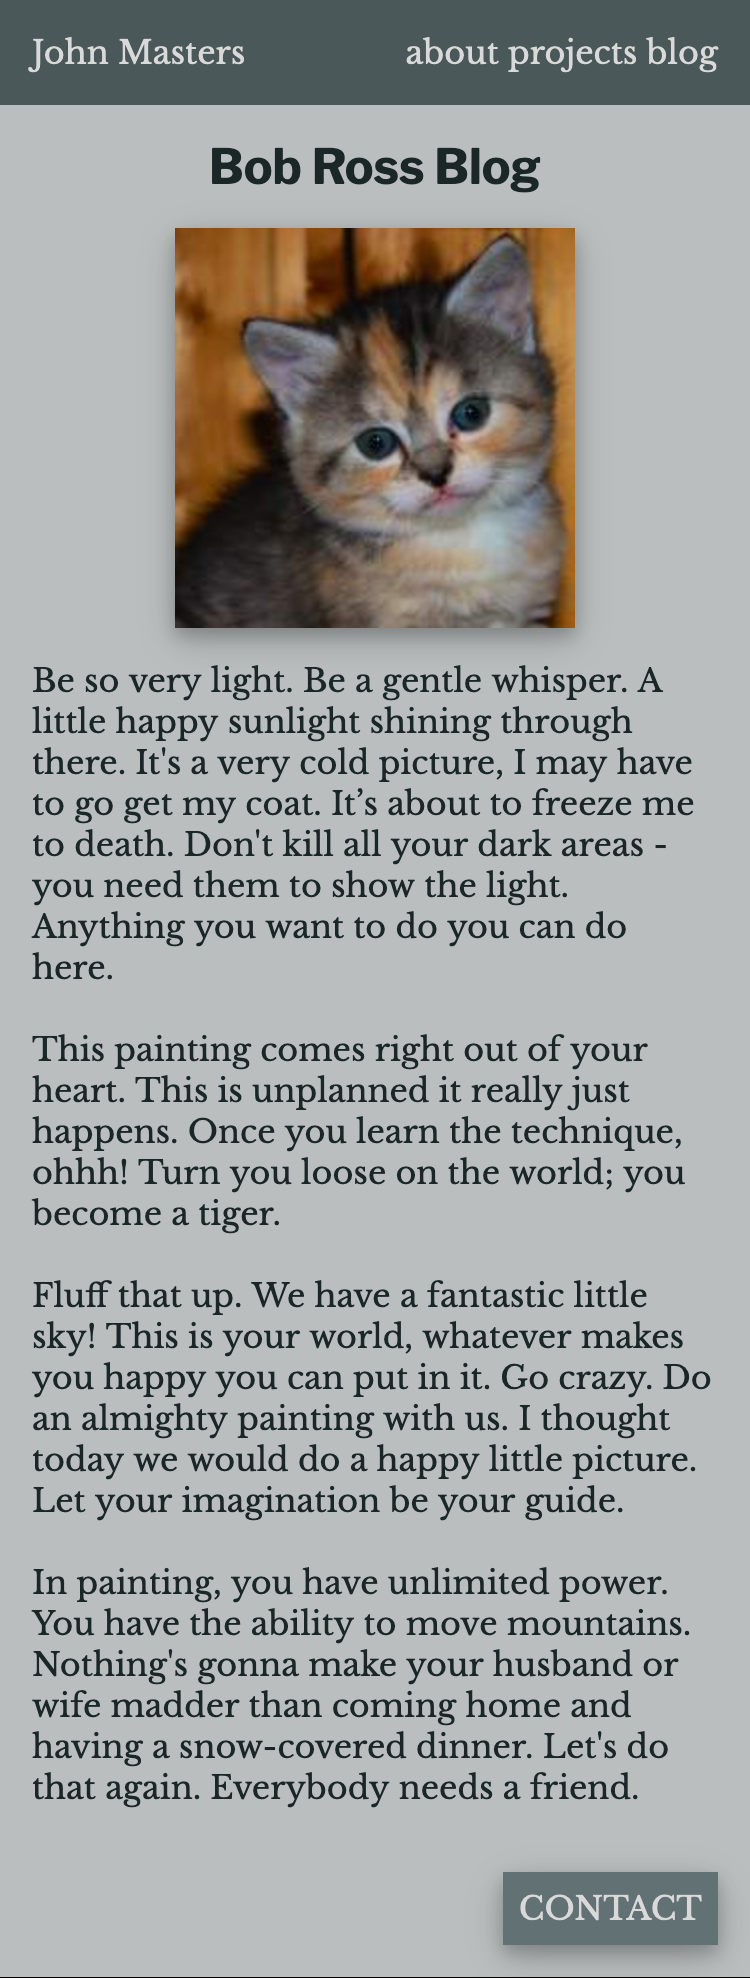 John Masters
about projects blog
Bob Ross Blog
Be so very light. Be a gentle whisper. A
little happy sunlight shining through
there. It's a very cold picture, I may have
to go get my coat. It’s about to freeze me
to death. Don't kill all your dark areas -
you need them to show the light.
Anything you want to do you can do
here.
This painting comes right out of your
heart. This is unplanned it really just
happens. Once you learn the technique,
ohhh! Turn you loose on the world; you
become a tiger.
Fluff that up. We have a fantastic little
sky! This is your world, whatever makes
you happy you can put in it. Go crazy. Do
an almighty painting with us. I thought
today we would do a happy little picture.
Let your imagination be your guide.
In painting, you have unlimited power.
You have the ability to move mountains.
Nothing's gonna make your husband or
wife madder than coming home and
having a snow-covered dinner. Let's do
that again. Everybody needs a friend.
CONTACT